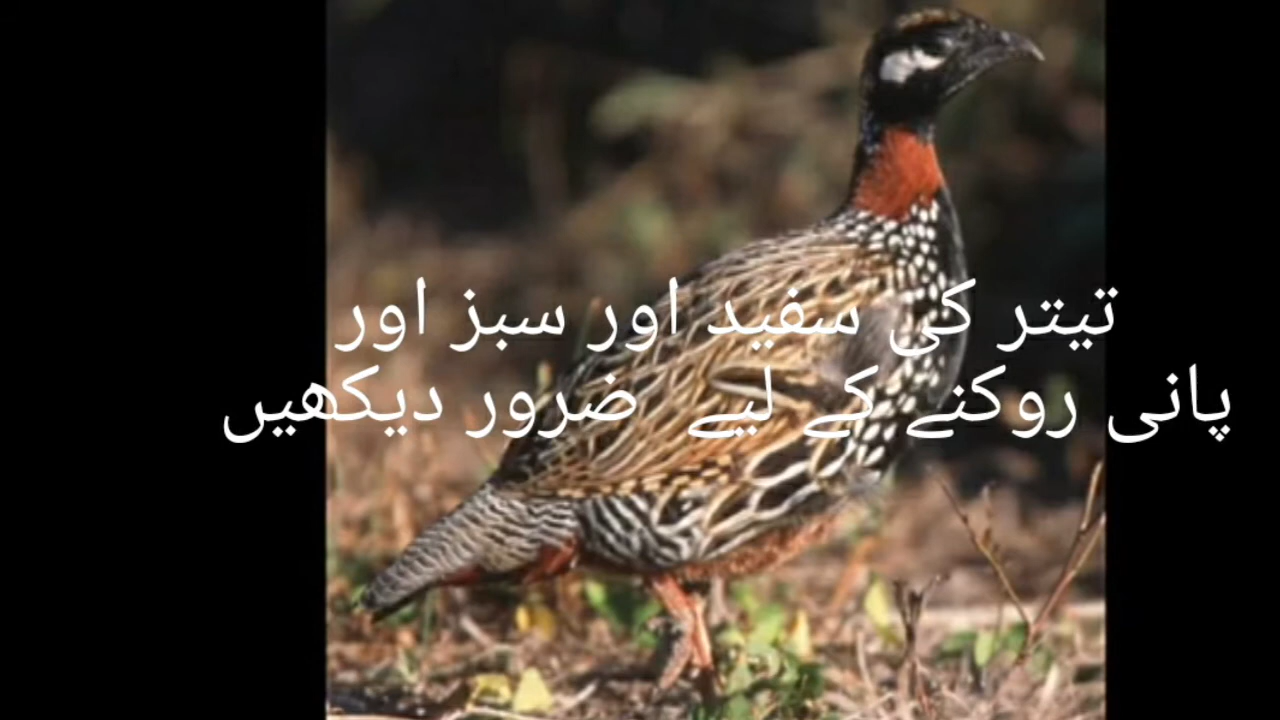 تیتر کی سفید اور سبز اور
پانی روکنے کے لیے ضرور دیکھیں